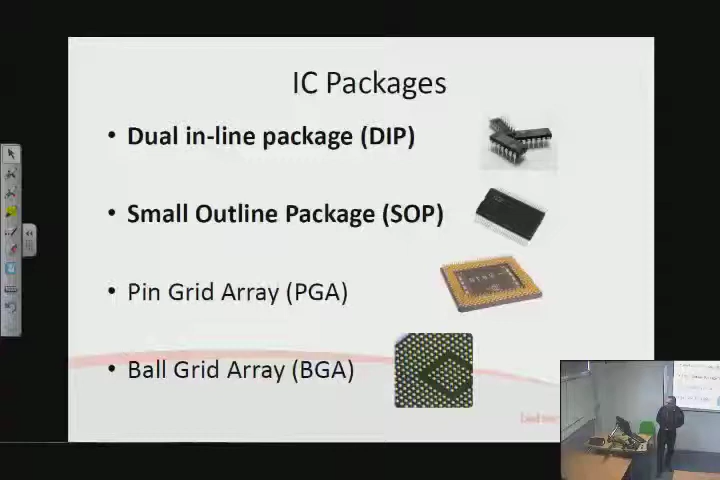 IC Packages
• Dual in-line package (DIP)
• Small Outline Package (SOP)
• Pin Grid Array (PGA)
• Ball Grid Array (BGA)